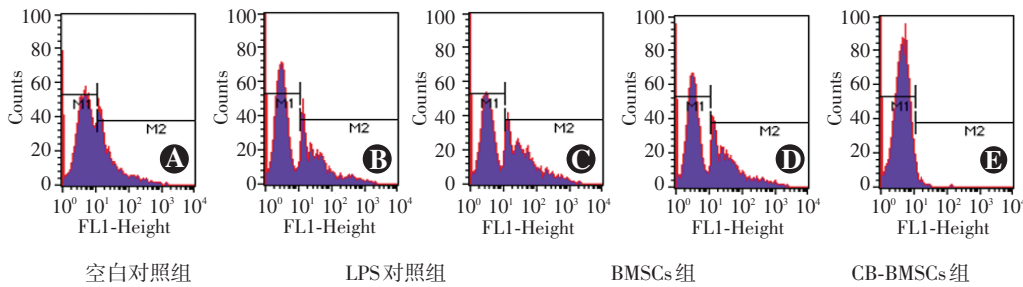 100 100 100 100 100
80 80 80 80 80
60 60 60 60 60
Counts Counts Counts Counts Counts
M1 M1 M1 M1 M1
40 40 40 40 40
M2 M2 M2 M2 M2
20 20 20 20 20
A B C D E
0 0 0 0 0
10⁰ 10¹ 10² 10³ 10⁴ 10⁰ 10¹ 10² 10³ 10⁴ 10⁰ 10¹ 10² 10³ 10⁴ 10⁰ 10¹ 10² 10³ 10⁴ 10⁰ 10¹ 10² 10³ 10⁴
FL1-Height FL1-Height FL1-Height FL1-Height FL1-Height
空白对照组 LPS对照组 BMSCs组 CB-BMSCs组